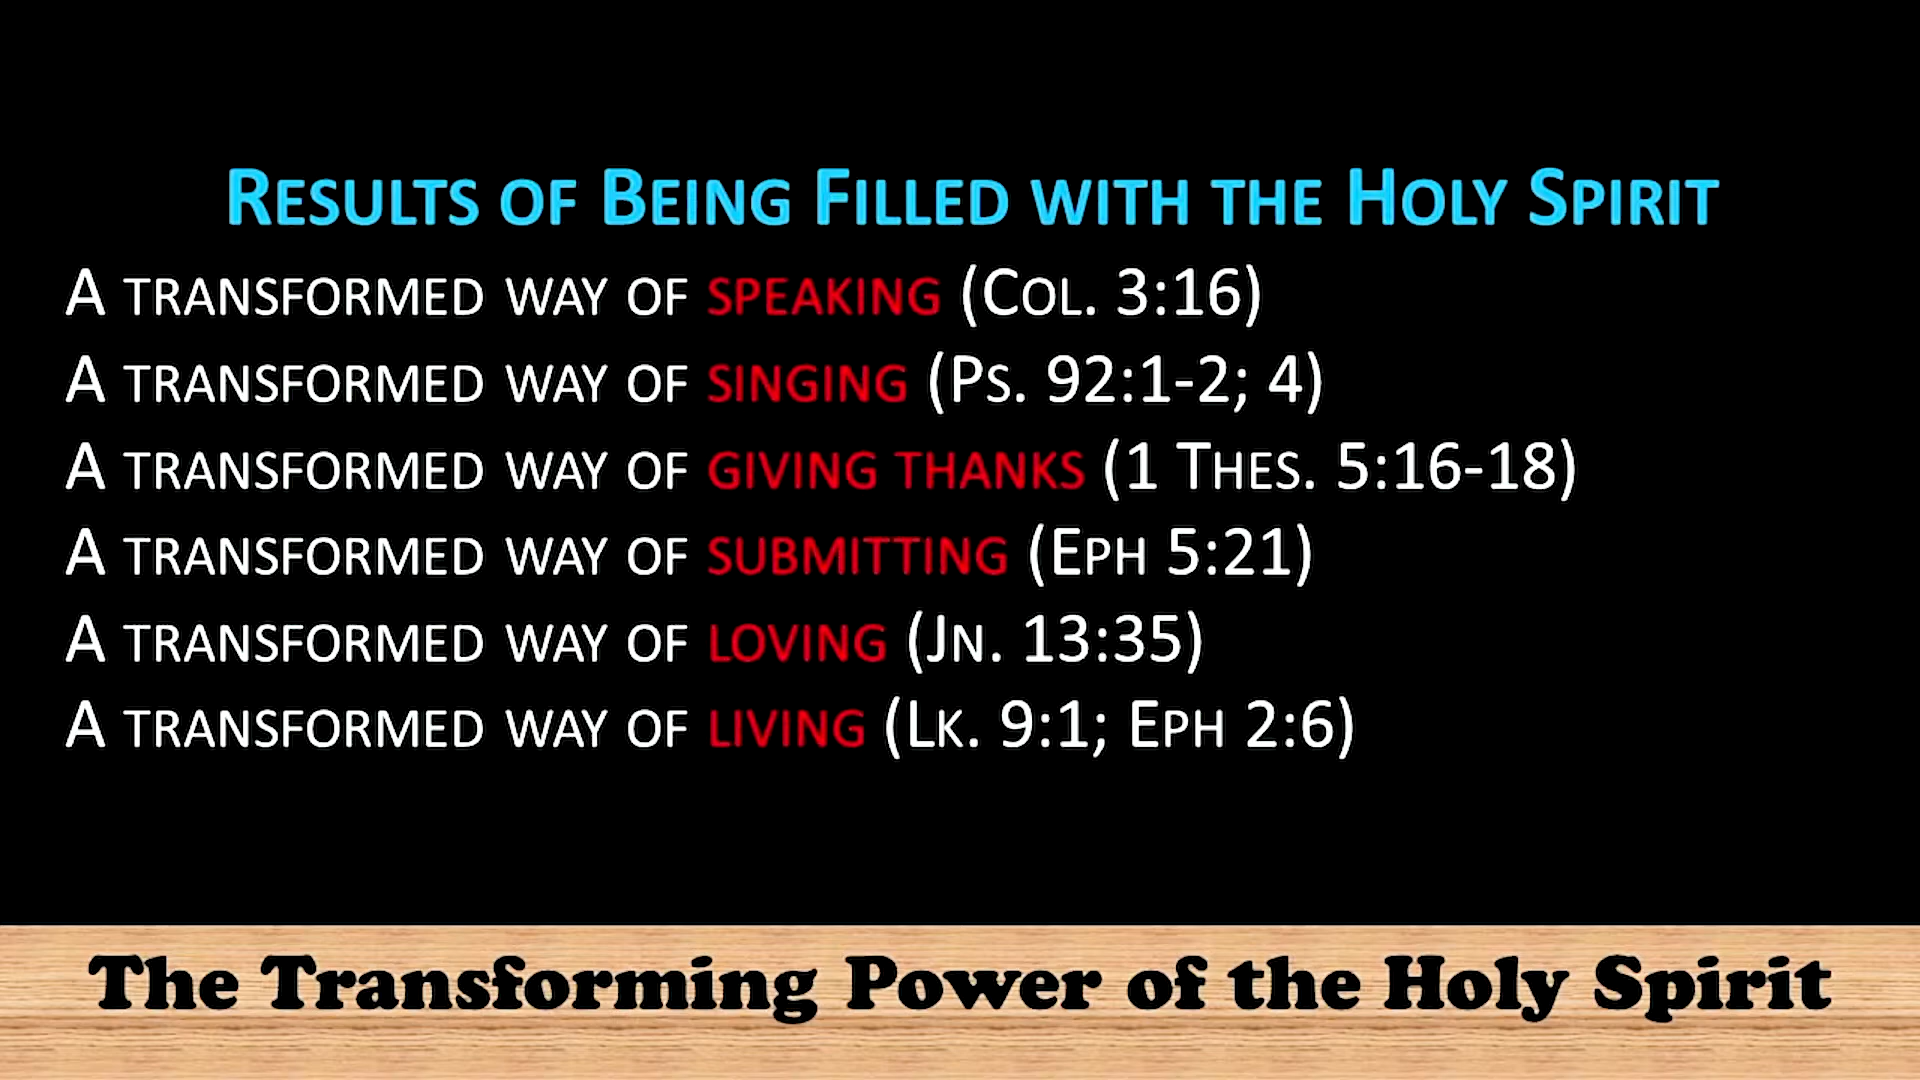 Results of Being Filled with the Holy Spirit
A transformed way of speaking (Col. 3:16)
A transformed way of singing (Ps. 92:1-2; 4)
A transformed way of giving thanks (1 Thes. 5:16-18)
A transformed way of submitting (Eph 5:21)
A transformed way of loving (Jn. 13:35)
A transformed way of living (Lk. 9:1; Eph 2:6)
The Transforming Power of the Holy Spirit